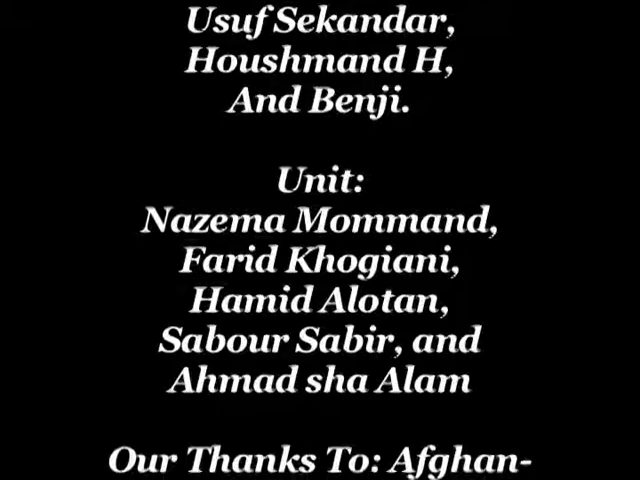 Usuf Sekandar,
Houshmand H,
And Benji.
Unit:
Nazema Mommand,
Farid Khogiani,
Hamid Alotan,
Sabour Sabir, and
Ahmad sha Alam
Our Thanks To: Afghan-